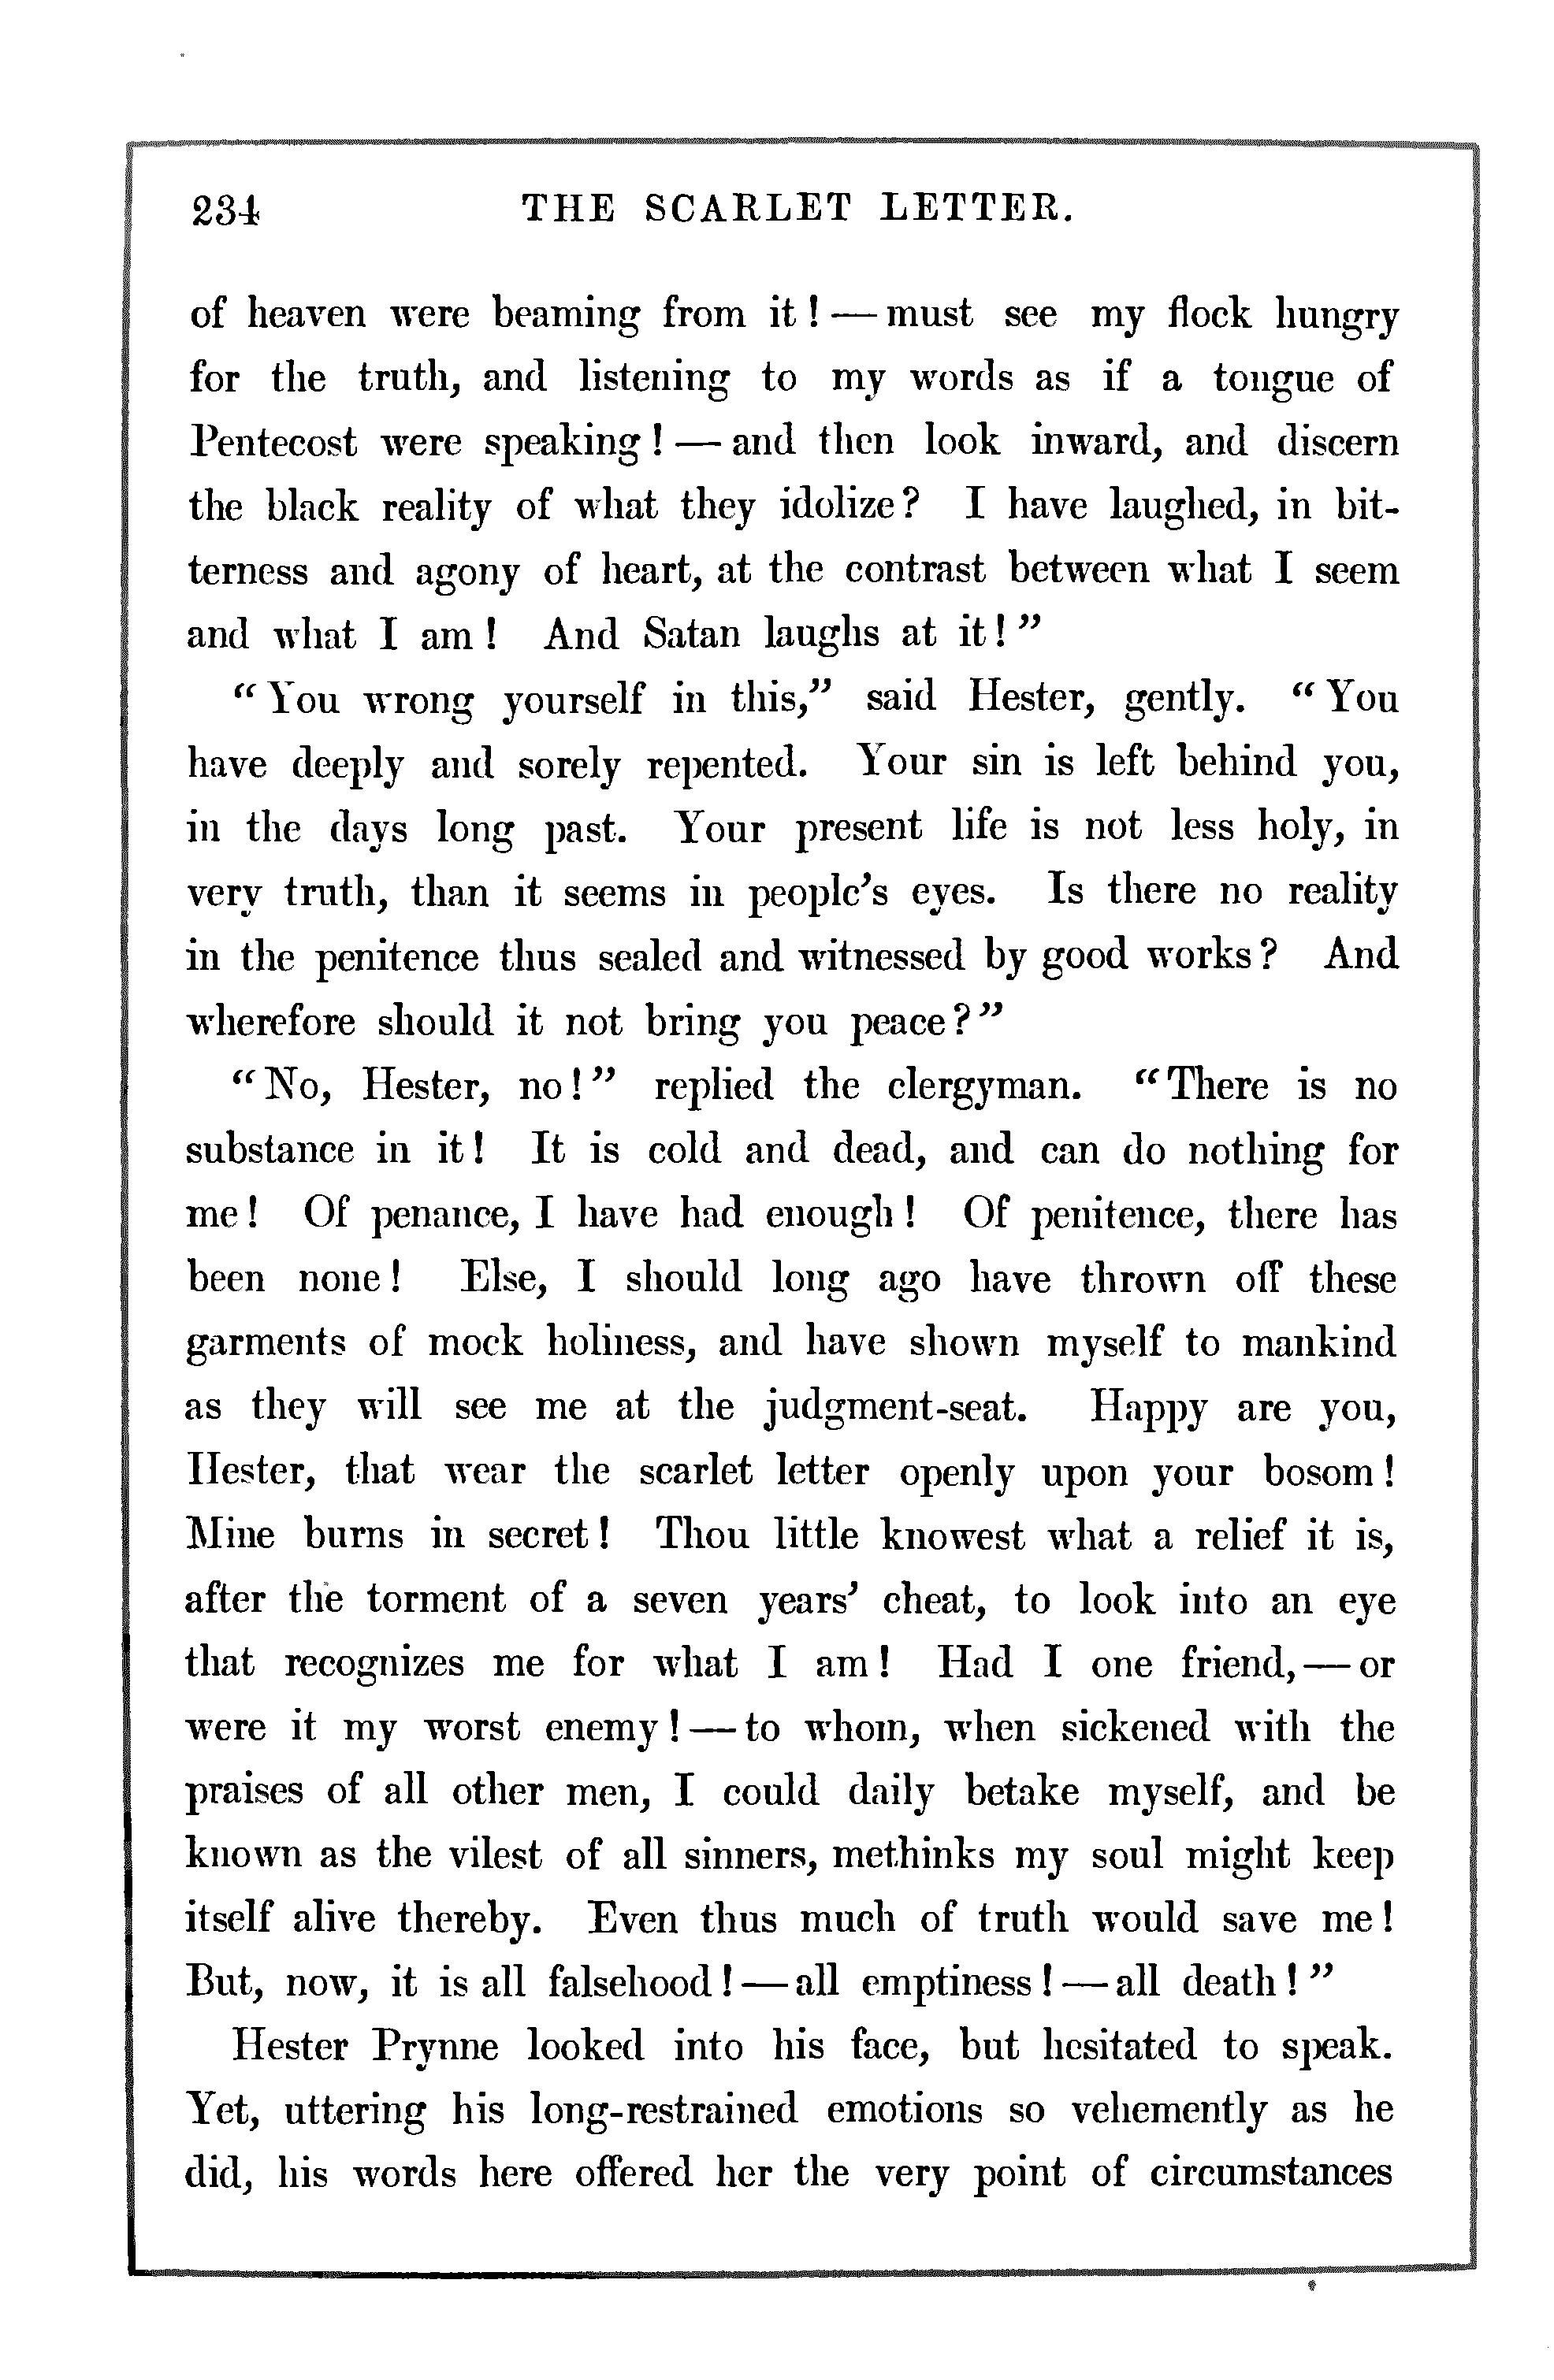 234 THE SCARLET LETTER.
of heaven were beaming from it! — must see my flock hungry
for the truth, and listening to my words as if a tongue of
Pentecost were speaking! — and then look inward, and discern
the black reality of what they idolize? I have laughed, in bit-
terness and agony of heart, at the contrast between what I seem
and what I am! And Satan laughs at it!”
“You wrong yourself in this,” said Hester, gently. “You
have deeply and sorely repented. Your sin is left behind you,
in the days long past. Your present life is not less holy, in
very truth, than it seems in people’s eyes. Is there no reality
in the penitence thus sealed and witnessed by good works? And
wherefore should it not bring you peace?”
“No, Hester, no!” replied the clergyman. “There is no
substance in it! It is cold and dead, and can do nothing for
me! Of penance, I have had enough! Of penitence, there has
been none! Else, I should long ago have thrown off these
garments of mock holiness, and have shown myself to mankind
as they will see me at the judgment-seat. Happy are you,
Hester, that wear the scarlet letter openly upon your bosom!
Mine burns in secret! Thou little knowest what a relief it is,
after the torment of a seven years’ cheat, to look into an eye
that recognizes me for what I am! Had I one friend, — or
were it my worst enemy! — to whom, when sickened with the
praises of all other men, I could daily betake myself, and be
known as the vilest of all sinners, methinks my soul might keep
itself alive thereby. Even thus much of truth would save me!
But, now, it is all falsehood! — all emptiness! — all death!”
Hester Prynne looked into his face, but hesitated to speak.
Yet, uttering his long-restrained emotions so vehemently as he
did, his words here offered her the very point of circumstances